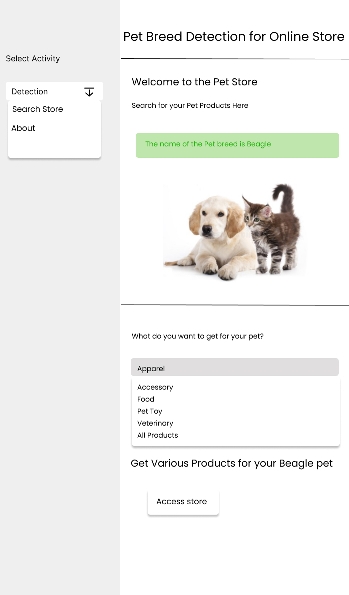 Pet Breed Detection for Online Store
Select Activity
Detection
Search Store
About
Welcome to the Pet Store
Search for your Pet Products Here
The name of the Pet breed is Beagle
What do you want to get for your pet?
Apparel
Accessory
Food
Pet Toy
Veterinary
All Products
Get Various Products for your Beagle pet
Access store